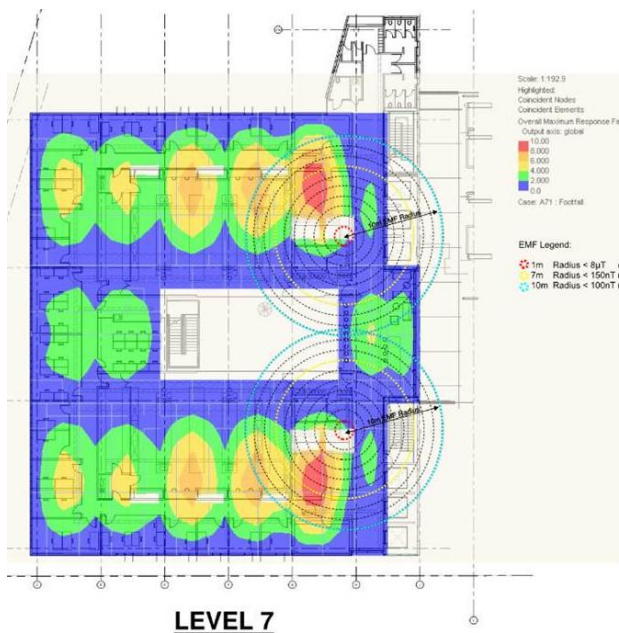 Scale: 1:192.9
Highlighted:
Coincident Nodes
Coincident Elements
Overall Maximum Response Fa
Output axis: global
10.00
8.000
6.000
4.000
2.000
0.0
Case: A71 : Footfall
10m EMF Radius
EMF Legend:
1m Radius < 8µT
7m Radius < 150nT
10m Radius < 100nT
10m EMF Radius
LEVEL 7